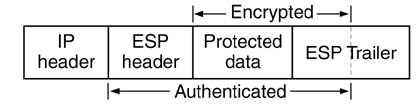 Encrypted
IP header
ESP header
Protected data
ESP Trailer
Authenticated